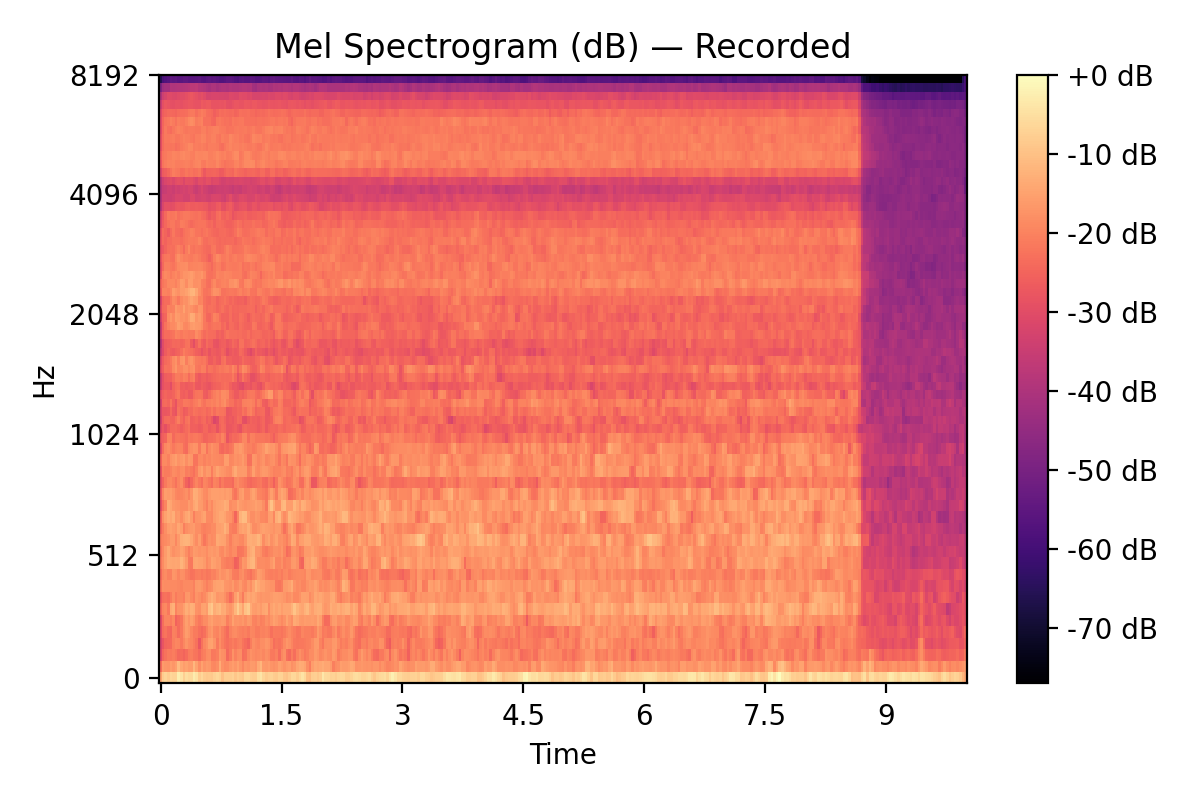 Mel Spectrogram (dB) — Recorded
8192
4096
2048
1024
512
0
Hz
0 1.5 3 4.5 6 7.5 9
Time
+0 dB
-10 dB
-20 dB
-30 dB
-40 dB
-50 dB
-60 dB
-70 dB